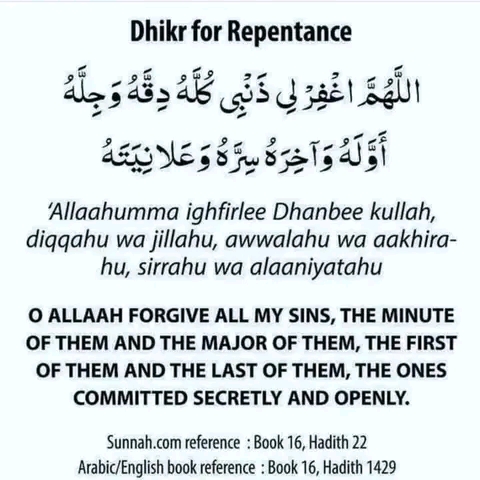 Dhikr for Repentance
اللَّهُمَّ اغْفِرْ لِي ذَنْبِي كُلَّهُ دِقَّهُ وَجِلَّهُ
أَوَّلَهُ وَآخِرَهُ سِرَّهُ وَعَلَانِيَتَهُ
‘Allaahumma ighfirlee Dhanbee kullah,
diqqahu wa jillahu, awwalahu wa aakhira-
hu, sirrahu wa alaaniyatahu
O ALLAAH FORGIVE ALL MY SINS, THE MINUTE
OF THEM AND THE MAJOR OF THEM, THE FIRST
OF THEM AND THE LAST OF THEM, THE ONES
COMMITTED SECRETLY AND OPENLY.
Sunnah.com reference : Book 16, Hadith 22
Arabic/English book reference : Book 16, Hadith 1429